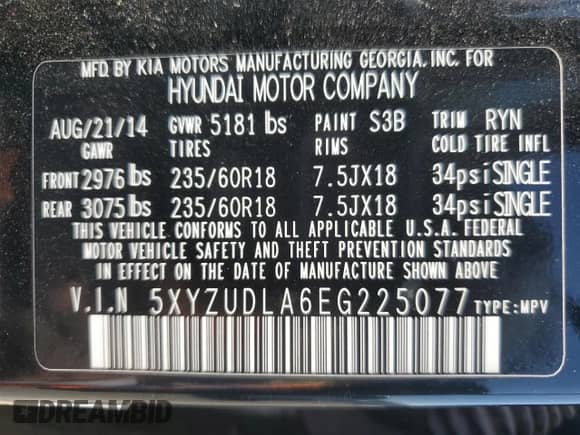 MFD. BY KIA MOTORS MANUFACTURING GEORGIA, INC. FOR
HYUNDAI MOTOR COMPANY
AUG/21/14 GVWR 5181 lbs PAINT S3B TRIM RYN
GAWR TIRES RIMS COLD TIRE INFL
FRONT 2976 lbs 235/60R18 7.5JX18 34psi SINGLE
REAR 3075 lbs 235/60R18 7.5JX18 34psi SINGLE
THIS VEHICLE CONFORMS TO ALL APPLICABLE U.S.A. FEDERAL
MOTOR VEHICLE SAFETY AND THEFT PREVENTION STANDARDS
IN EFFECT ON THE DATE OF MANUFACTURE SHOWN ABOVE
V.I.N 5XYZUDLA6EG225077 TYPE:MPV
DREAMBID